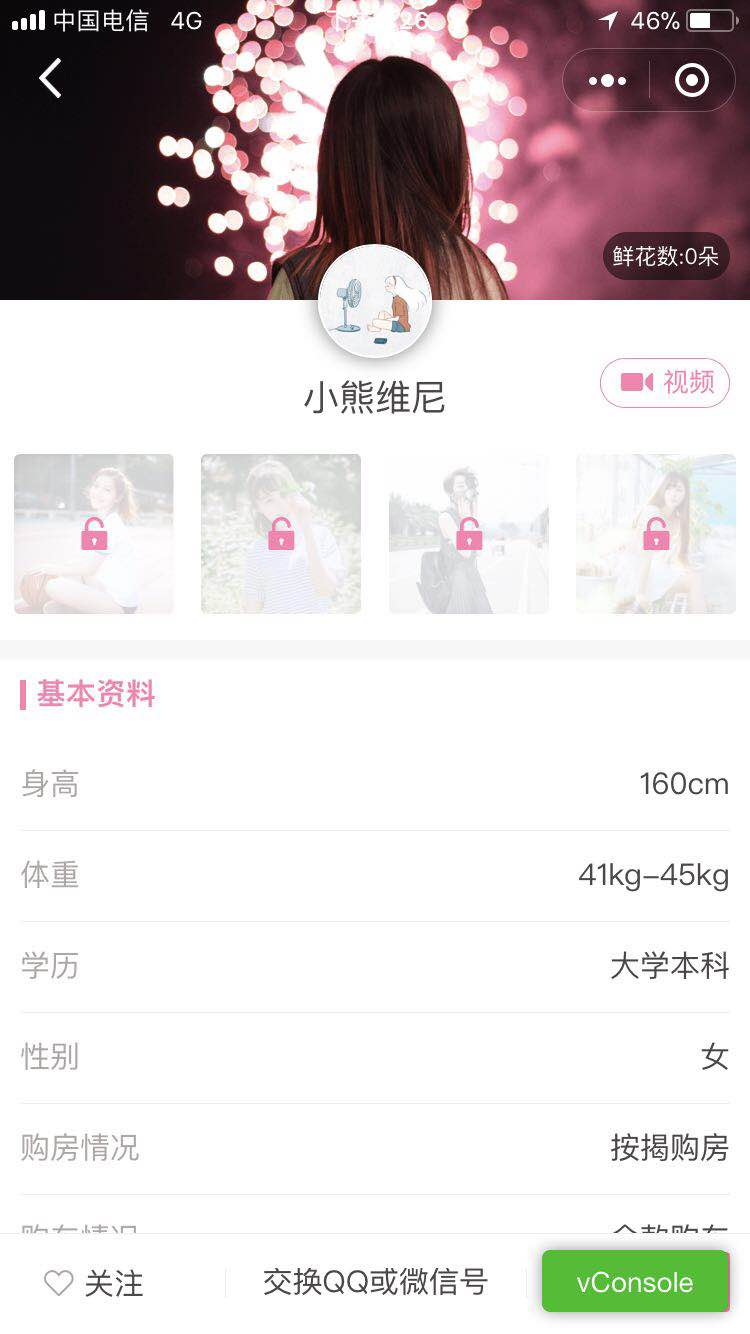 中国电信 4G
46%
鲜花数:0朵
小熊维尼
视频
基本资料
身高 160cm
体重 41kg–45kg
学历 大学本科
性别 女
购房情况 按揭购房
关注 交换QQ或微信号 vConsole